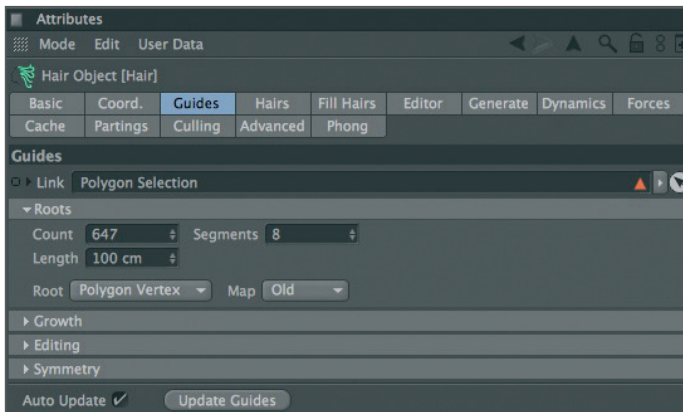 Attributes
Mode Edit User Data
Hair Object [Hair]
Basic Coord. Guides Hairs Fill Hairs Editor Generate Dynamics Forces
Cache Partings Culling Advanced Phong
Guides
Link Polygon Selection
Roots
Count 647 Segments 8
Length 100 cm
Root Polygon Vertex Map Old
Growth
Editing
Symmetry
Auto Update Update Guides